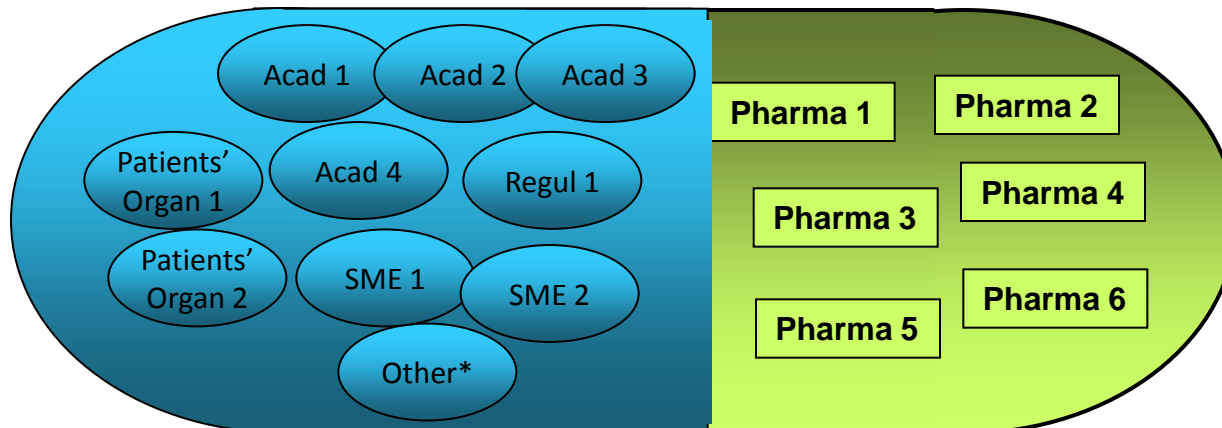 Acad 1
Acad 2
Acad 3
Patients’
Organ 1
Acad 4
Regul 1
Patients’
Organ 2
SME 1
SME 2
Other*
Pharma 1
Pharma 2
Pharma 3
Pharma 4
Pharma 5
Pharma 6